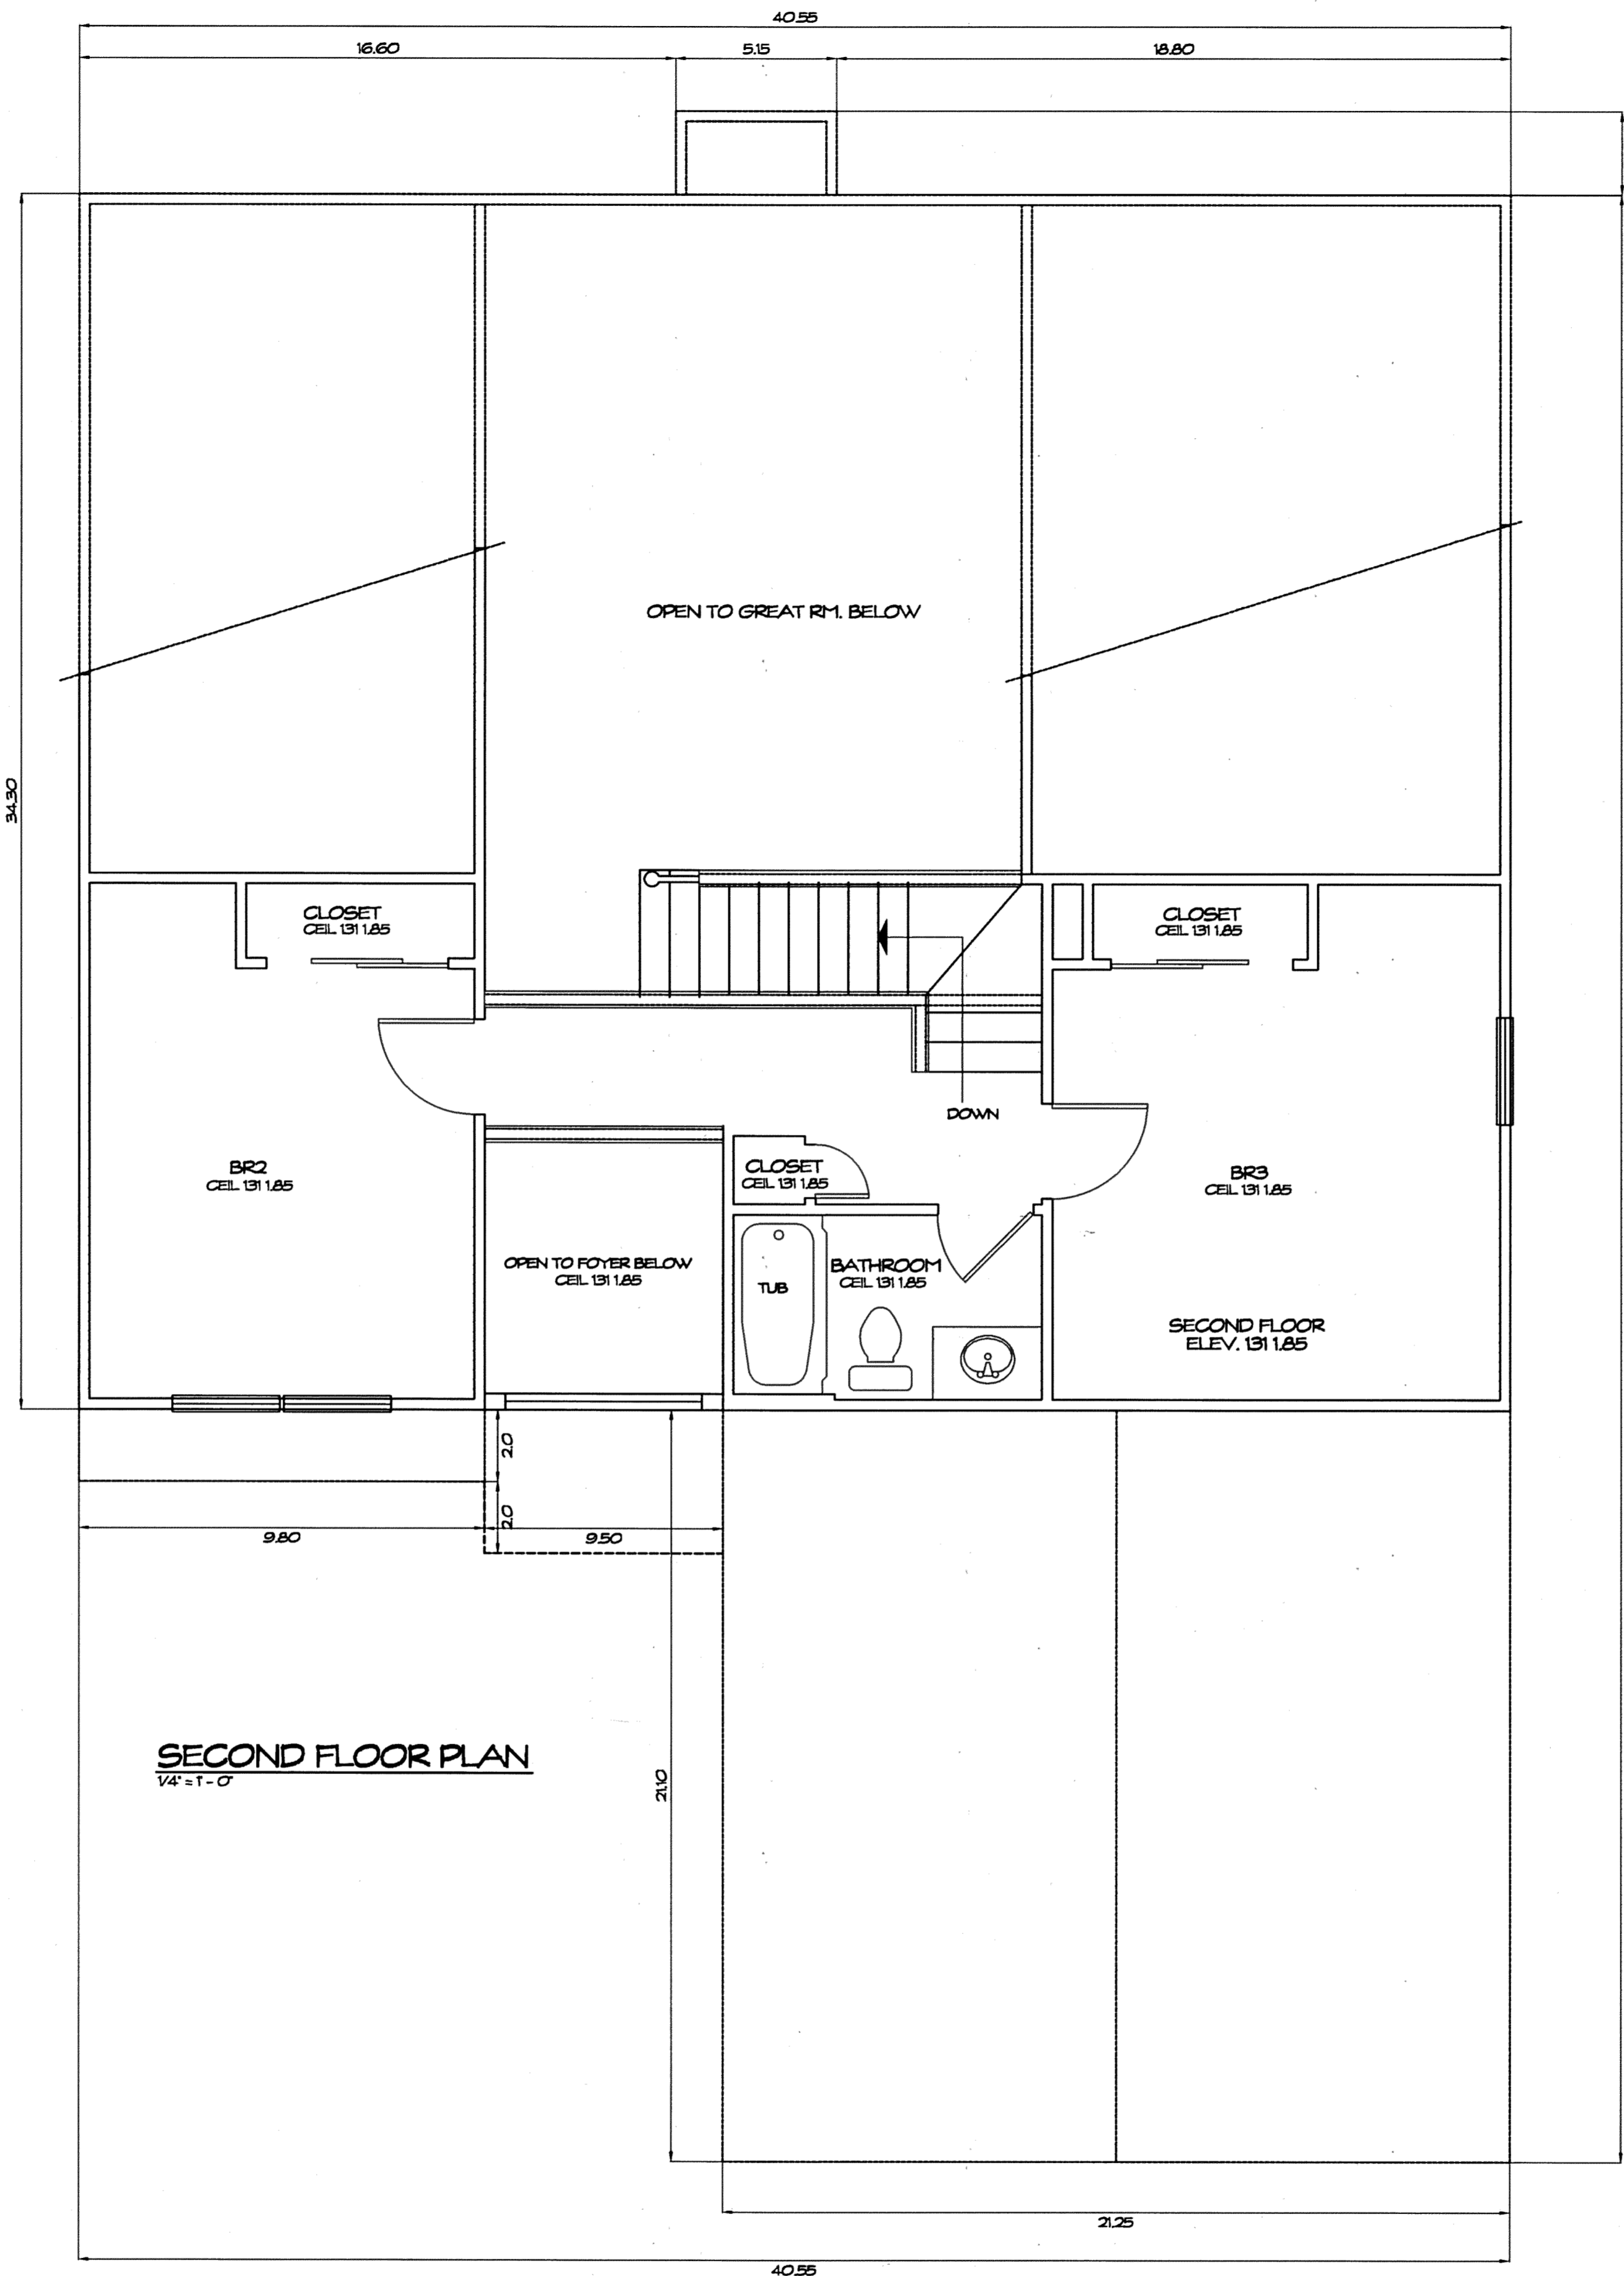 40.55
16.60
5.15
18.80
OPEN TO GREAT RM. BELOW
34.30
CLOSET
CEIL 131 1.85
CLOSET
CEIL 131 1.85
DOWN
BR2
CEIL 131 1.85
CLOSET
CEIL 131 1.85
BR3
CEIL 131 1.85
OPEN TO FOYER BELOW
CEIL 131 1.85
TUB
BATHROOM
CEIL 131 1.85
SECOND FLOOR
ELEV. 131 1.85
2.0
2.0
9.80
9.50
SECOND FLOOR PLAN
1/4" = 1' - 0"
21.10
21.25
40.55